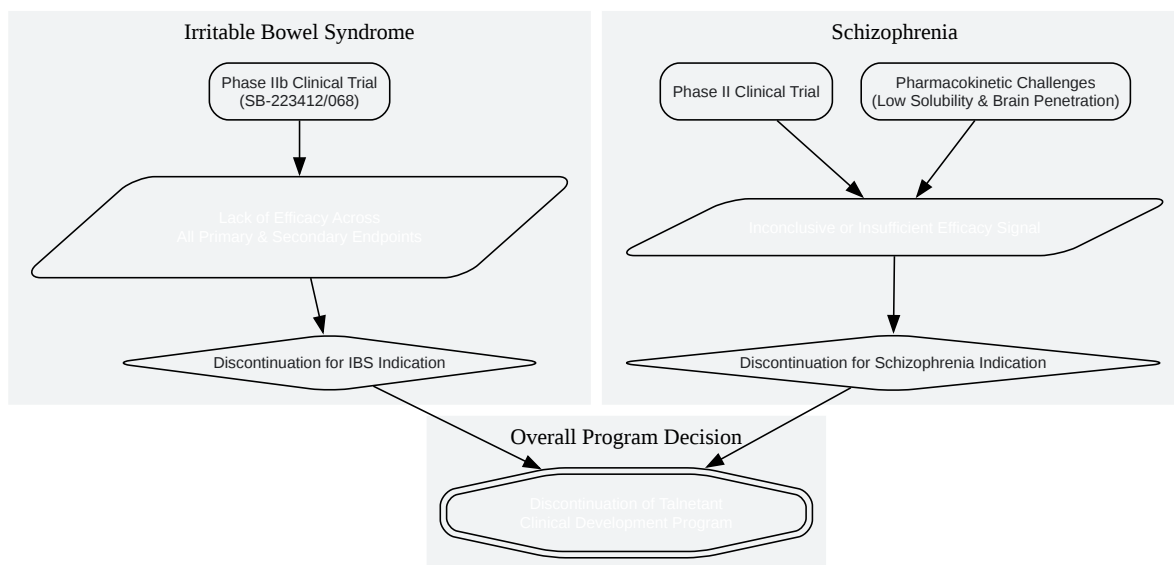 Irritable Bowel Syndrome
Phase IIb Clinical Trial
(SB-223412/068)
Lack of Efficacy Across
All Primary & Secondary Endpoints
Discontinuation for IBS Indication
Schizophrenia
Phase II Clinical Trial
Pharmacokinetic Challenges
(Low Solubility & Brain Penetration)
Inconclusive or Insufficient Efficacy Signal
Discontinuation for Schizophrenia Indication
Overall Program Decision
Discontinuation of Talnetant
Clinical Development Program